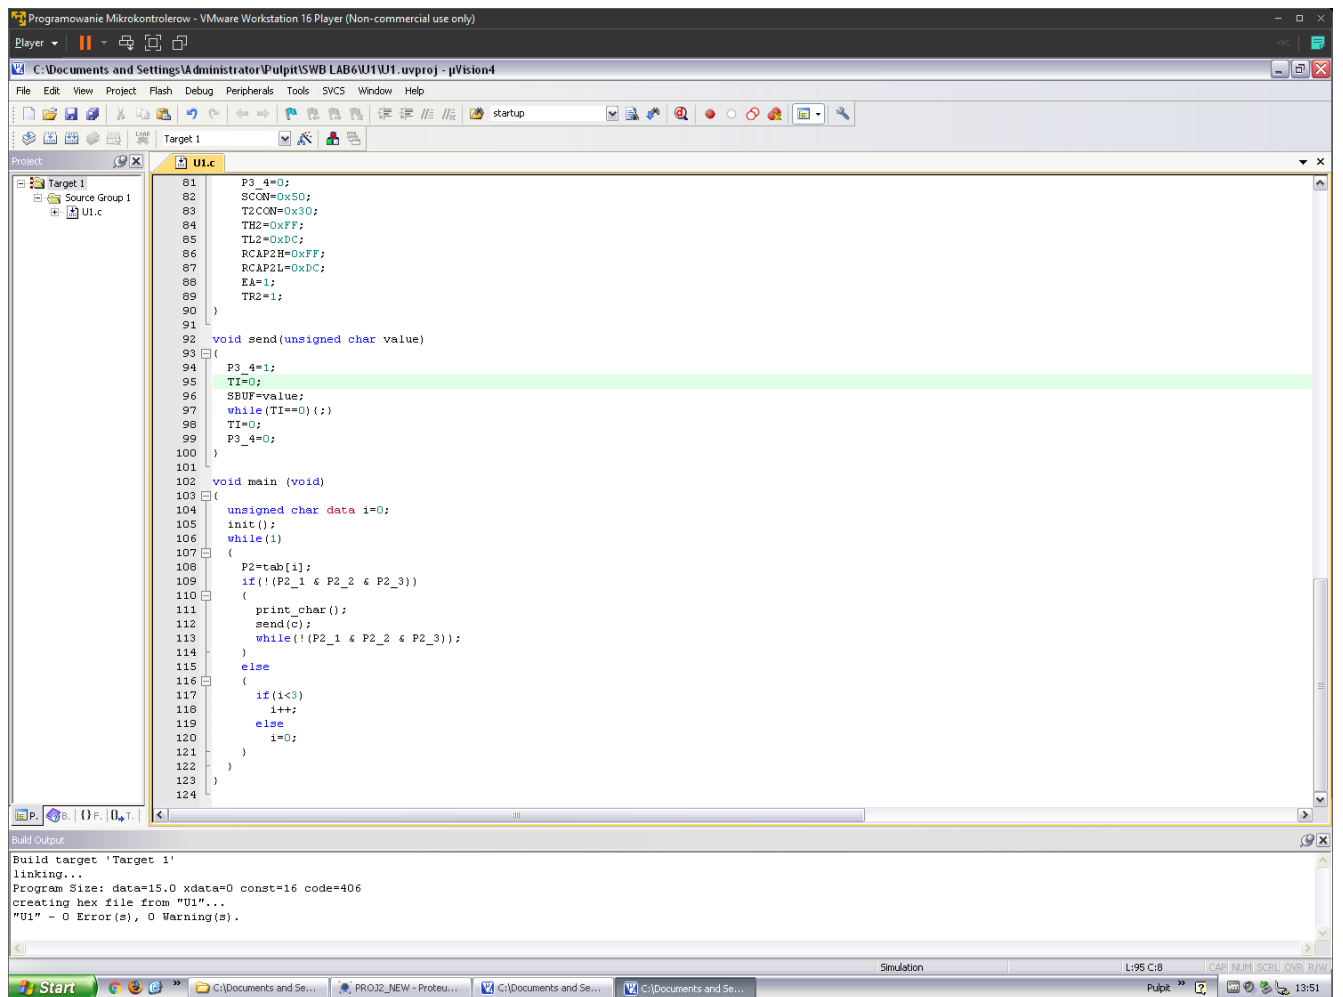 Programowanie Mikrokontrolerow - VMware Workstation 16 Player (Non-commercial use only)
Player
C:\Documents and Settings\Administrator\Pulpit\SWB LAB6\U1\U1.uvproj - µVision4
File Edit View Project Flash Debug Peripherals Tools SVCS Window Help
startup
LOAD Target 1
Project
U1.c
Target 1
Source Group 1
U1.c
81 P3_4=0;
82 SCON=0x50;
83 T2CON=0x30;
84 TH2=0xFF;
85 TL2=0xDC;
86 RCAP2H=0xFF;
87 RCAP2L=0xDC;
88 EA=1;
89 TR2=1;
90 }
91
92 void send(unsigned char value)
93 {
94 P3_4=1;
95 TI=0;
96 SBUF=value;
97 while(TI==0){;}
98 TI=0;
99 P3_4=0;
100 }
101
102 void main (void)
103 {
104 unsigned char data i=0;
105 init();
106 while(1)
107 {
108 P2=tab[i];
109 if(!(P2_1 & P2_2 & P2_3))
110 {
111 print_char();
112 send(c);
113 while(!(P2_1 & P2_2 & P2_3));
114 }
115 else
116 {
117 if(i<3)
118 i++;
119 else
120 i=0;
121 }
122 }
123 }
124
P. B. {} F. T.
Build Output
Build target 'Target 1'
linking...
Program Size: data=15.0 xdata=0 const=16 code=406
creating hex file from "U1"...
"U1" - 0 Error(s), 0 Warning(s).
Simulation L:95 C:8 CAP NUM SCRL OVR R/W
Start C:\Documents and Se... PROJ2_NEW - Proteu... C:\Documents and Se... C:\Documents and Se... Pulpit 13:51